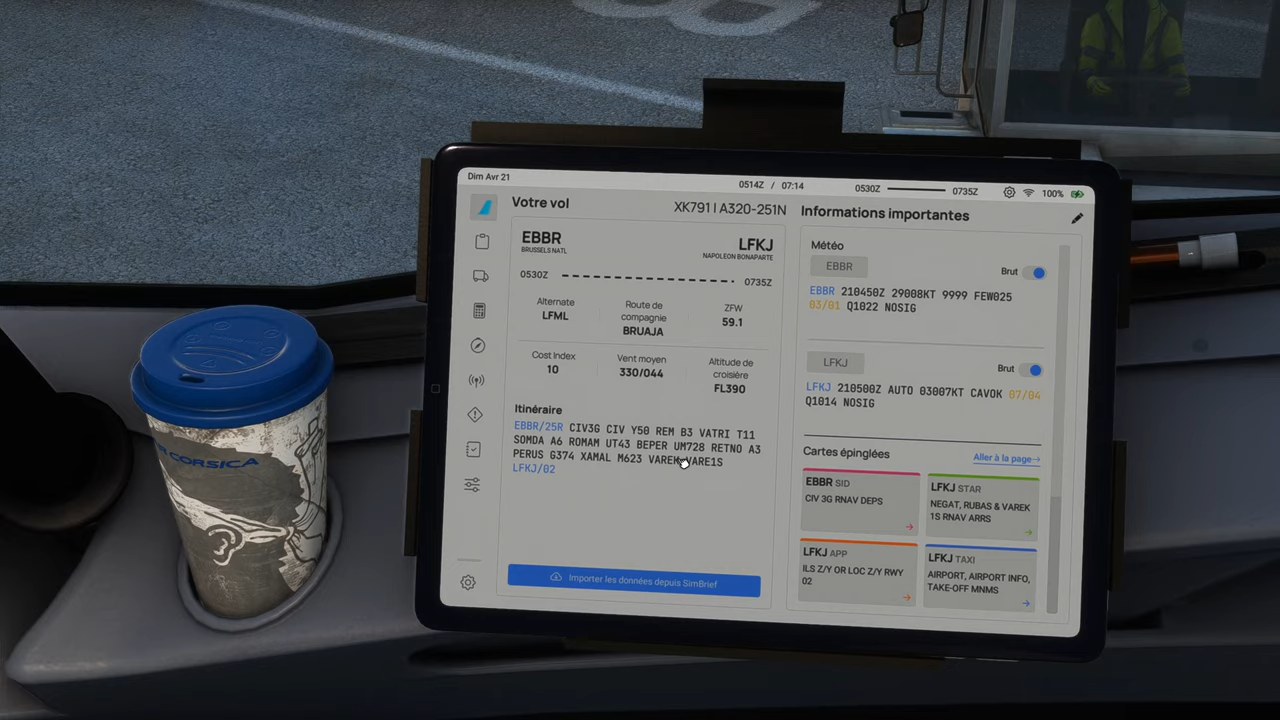 Dim Avr 21
0514Z / 07:14
0530Z 0735Z
100%
Votre vol
XK791 | A320-251N
EBBR
BRUSSELS NATL
LFKJ
NAPOLEON BONAPARTE
0530Z
0735Z
Alternate
LFML
Route de
compagnie
BRUAJA
ZFW
59.1
Cost Index
10
Vent moyen
330/044
Altitude de
croisière
FL390
Itinéraire
EBBR/25R CIV3G CIV Y50 REM B3 VATRI T11
SOMDA A6 ROMAM UT43 BEPER UM728 RETNO A3
PERUS G374 XAMAL M623 VAREK VARE1S
LFKJ/02
Importer les données depuis SimBrief
Informations importantes
Météo
EBBR
Brut
EBBR 210450Z 29008KT 9999 FEW025
03/01 Q1022 NOSIG
LFKJ
Brut
LFKJ 210500Z AUTO 03007KT CAVOK 07/04
Q1014 NOSIG
Cartes épinglées
Aller à la page
EBBR SID
CIV 3G RNAV DEPS
LFKJ STAR
NEGAT, RUBAS & VAREK
1S RNAV ARRS
LFKJ APP
ILS Z/Y OR LOC Z/Y RWY
02
LFKJ TAXI
AIRPORT, AIRPORT INFO,
TAKE-OFF MNMS
CORSICA